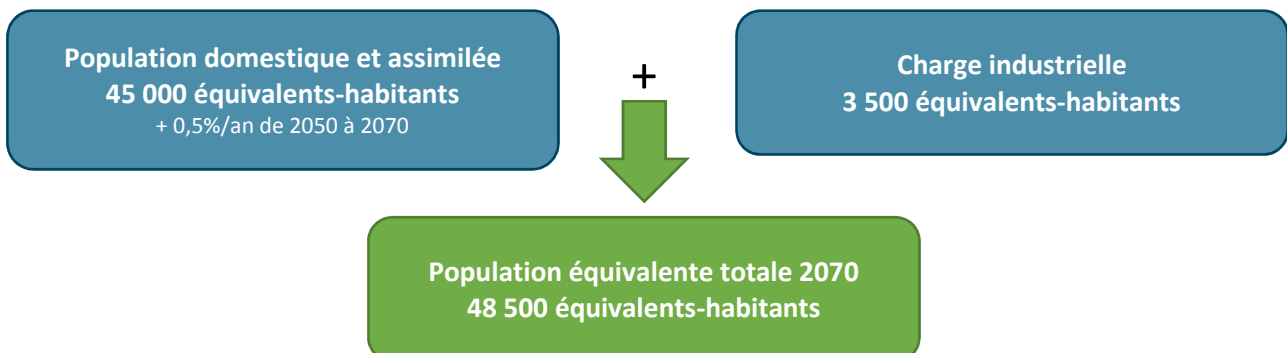 Population domestique et assimilée
45 000 équivalents-habitants
+ 0,5%/an de 2050 à 2070
+
Charge industrielle
3 500 équivalents-habitants
Population équivalente totale 2070
48 500 équivalents-habitants